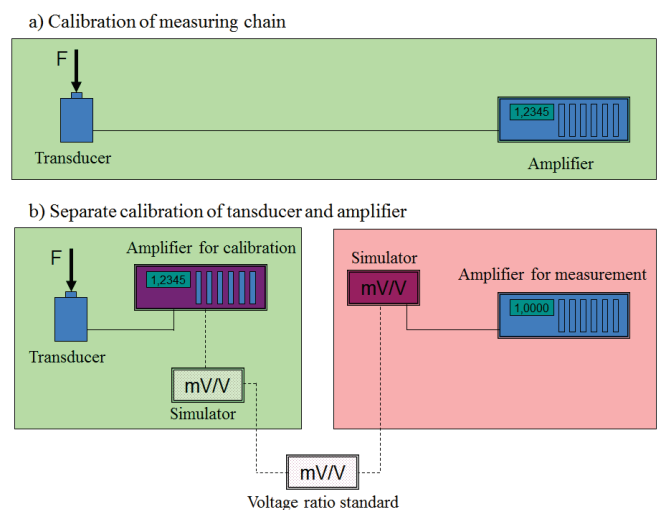 a) Calibration of measuring chain
F
1,2345
Transducer
Amplifier
b) Separate calibration of tansducer and amplifier
Amplifier for calibration
F
1,2345
Transducer
mV/V
Simulator
Simulator
mV/V
Amplifier for measurement
1,0000
mV/V
Voltage ratio standard